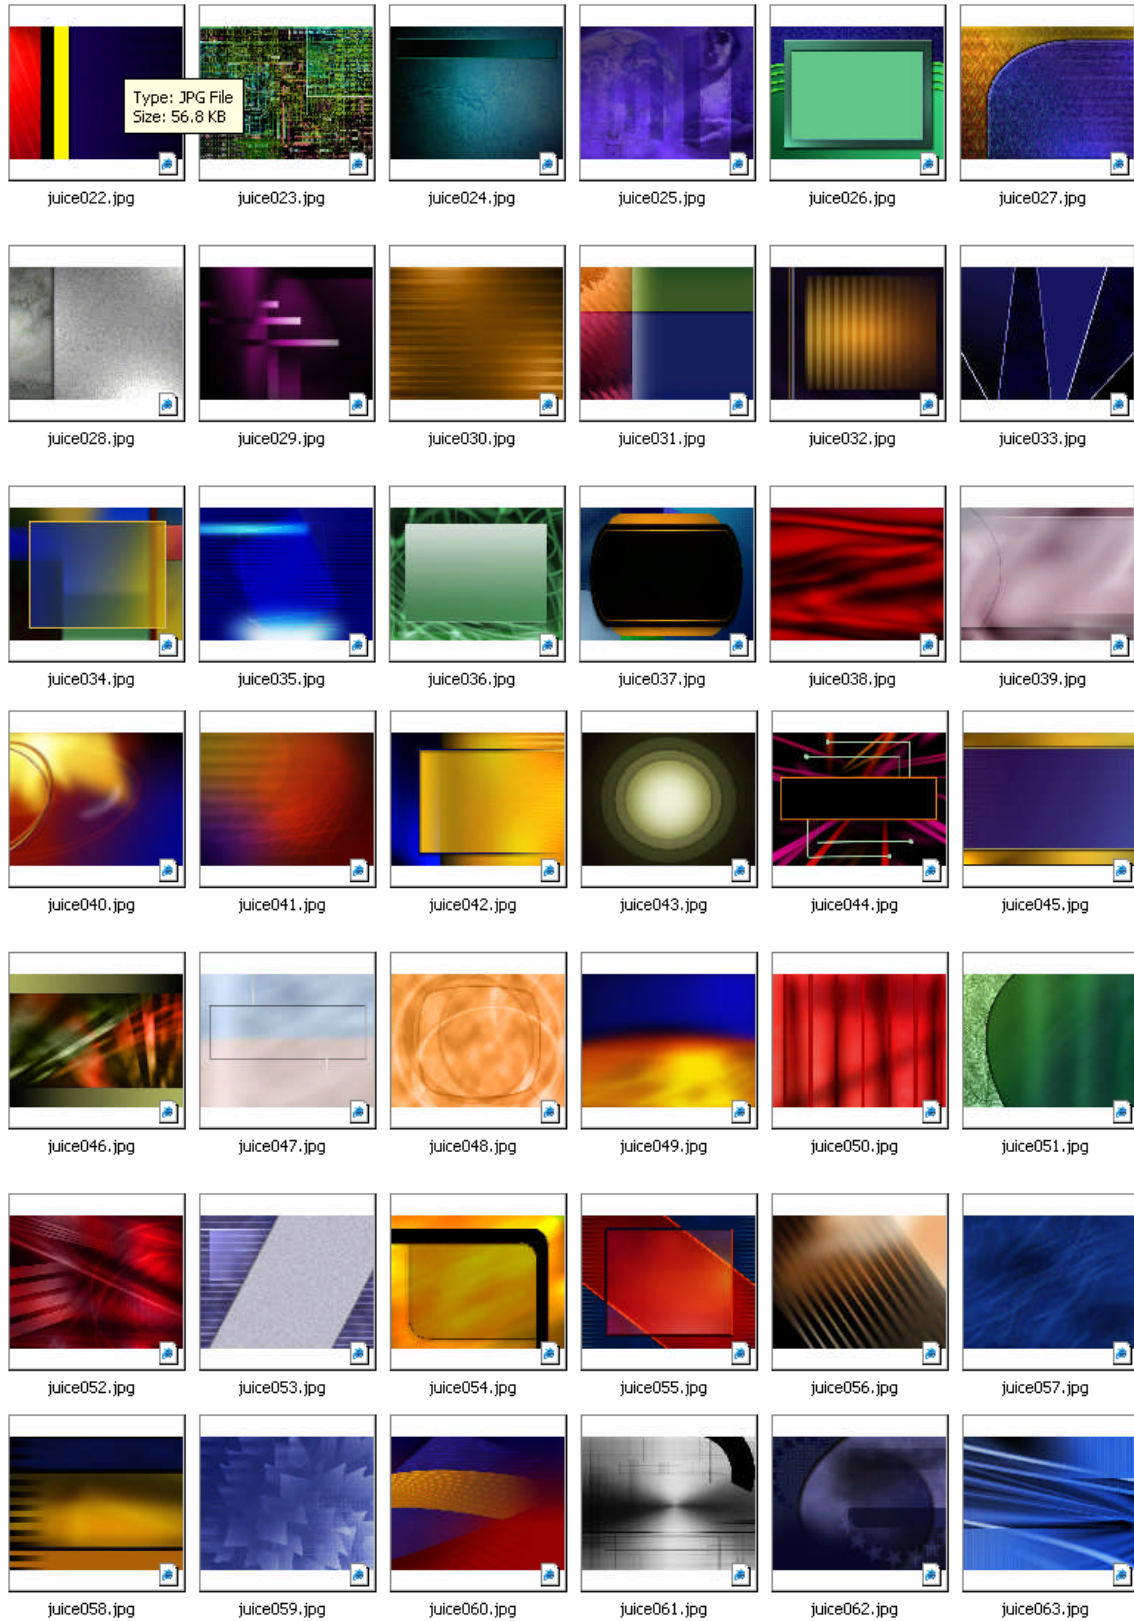 Type: JPG File
Size: 56.8 KB
juice022.jpg
juice023.jpg
juice024.jpg
juice025.jpg
juice026.jpg
juice027.jpg
juice028.jpg
juice029.jpg
juice030.jpg
juice031.jpg
juice032.jpg
juice033.jpg
juice034.jpg
juice035.jpg
juice036.jpg
juice037.jpg
juice038.jpg
juice039.jpg
juice040.jpg
juice041.jpg
juice042.jpg
juice043.jpg
juice044.jpg
juice045.jpg
juice046.jpg
juice047.jpg
juice048.jpg
juice049.jpg
juice050.jpg
juice051.jpg
juice052.jpg
juice053.jpg
juice054.jpg
juice055.jpg
juice056.jpg
juice057.jpg
juice058.jpg
juice059.jpg
juice060.jpg
juice061.jpg
juice062.jpg
juice063.jpg